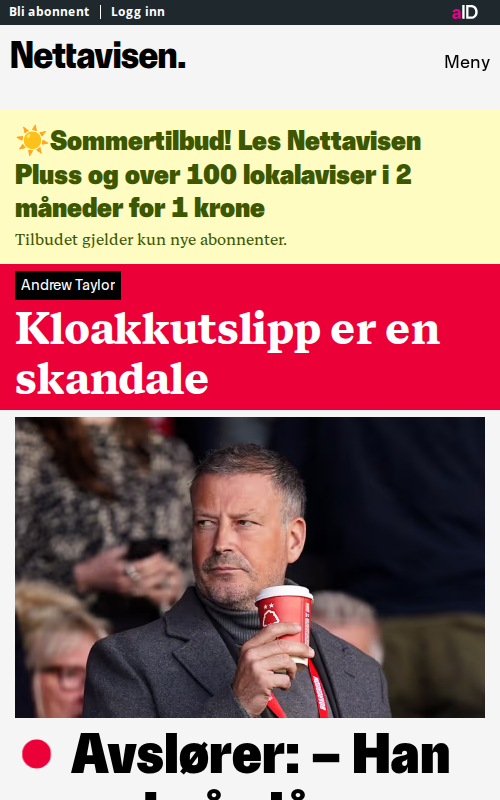 Bli abonnent
Logg inn
aID
Nettavisen.
Meny
Sommertilbud! Les Nettavisen
Pluss og over 100 lokalaviser i 2
måneder for 1 krone
Tilbudet gjelder kun nye abonnenter.
Andrew Taylor
Kloakkutslipp er en
skandale
Avslører: – Han